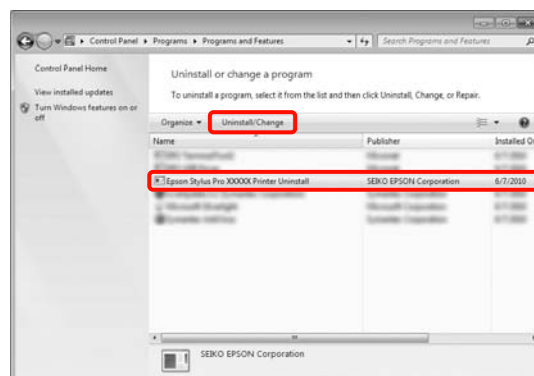 Control Panel ▸ Programs ▸ Programs and Features
Search Programs and Features
Control Panel Home
View installed updates
Turn Windows features on or
off
Uninstall or change a program
To uninstall a program, select it from the list and then click Uninstall, Change, or Repair.
Organize Uninstall/Change
Name Publisher Installed O
Epson Stylus Pro XXXXX Printer Uninstall SEIKO EPSON Corporation 6/7/2010
SEIKO EPSON Corporation